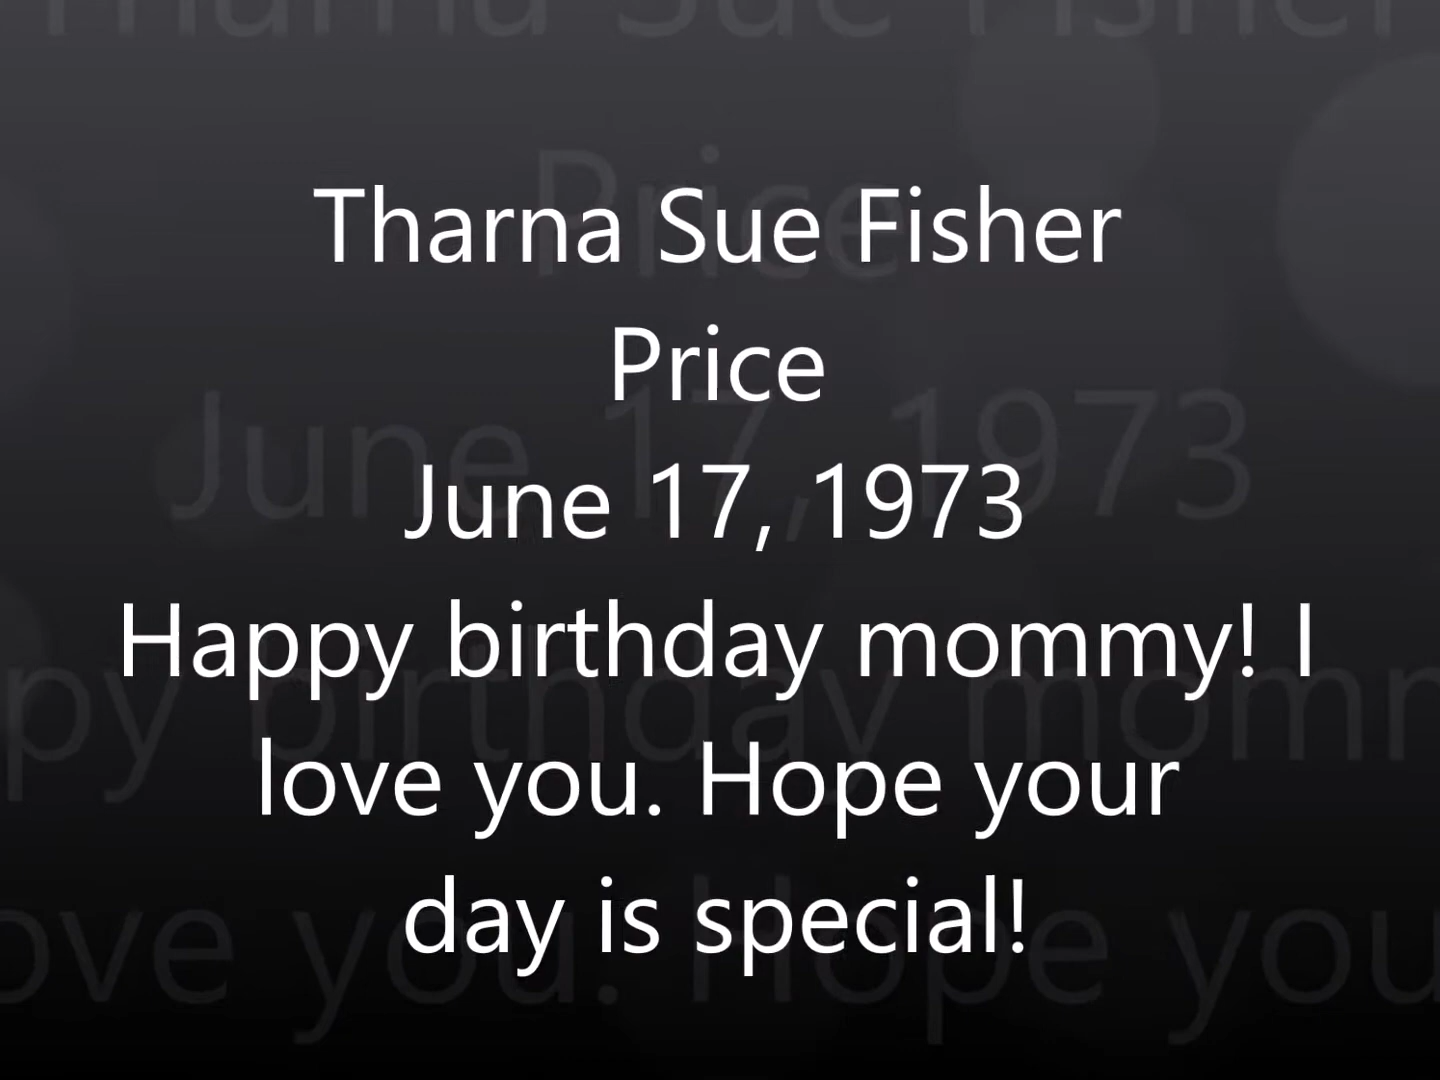 Tharna Sue Fisher
Price
June 17, 1973
Happy birthday mommy! I
love you. Hope your
day is special!